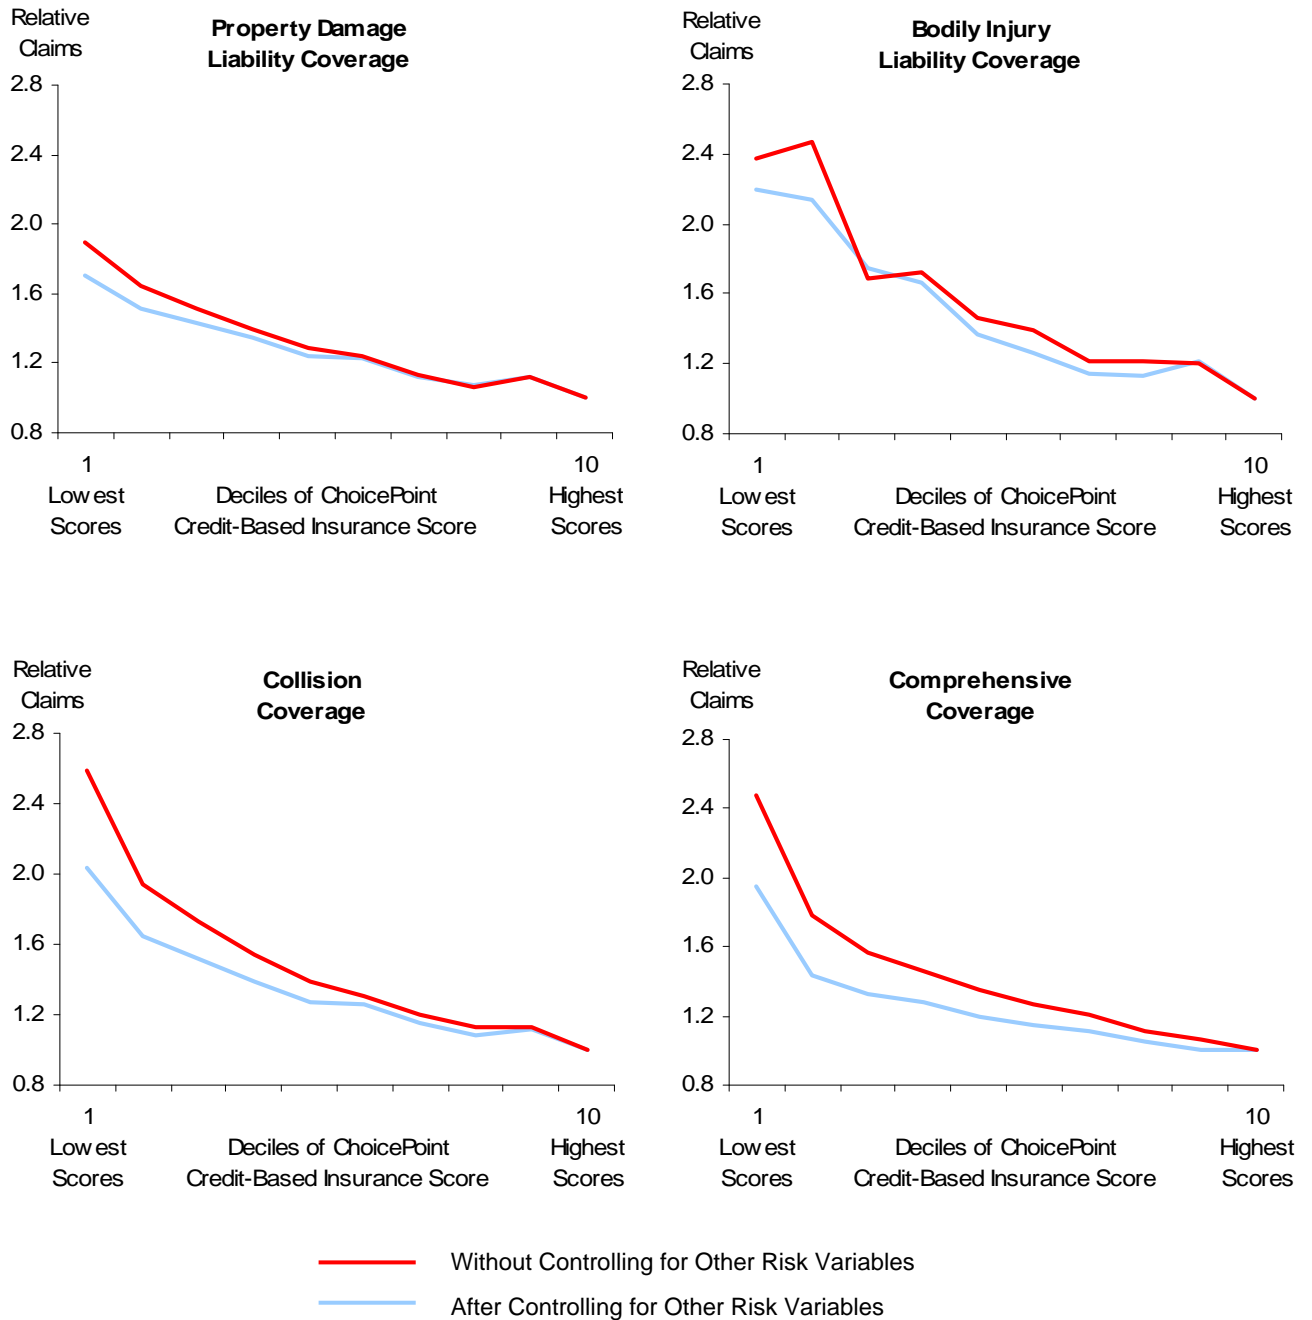 Relative
Claims
Property Damage
Liability Coverage
2.8
2.4
2.0
1.6
1.2
0.8
1
Lowest
Scores
Deciles of ChoicePoint
Credit-Based Insurance Score
10
Highest
Scores
Relative
Claims
Bodily Injury
Liability Coverage
2.8
2.4
2.0
1.6
1.2
0.8
1
Lowest
Scores
Deciles of ChoicePoint
Credit-Based Insurance Score
10
Highest
Scores
Relative
Claims
Collision
Coverage
2.8
2.4
2.0
1.6
1.2
0.8
1
Lowest
Scores
Deciles of ChoicePoint
Credit-Based Insurance Score
10
Highest
Scores
Relative
Claims
Comprehensive
Coverage
2.8
2.4
2.0
1.6
1.2
0.8
1
Lowest
Scores
Deciles of ChoicePoint
Credit-Based Insurance Score
10
Highest
Scores
Without Controlling for Other Risk Variables
After Controlling for Other Risk Variables